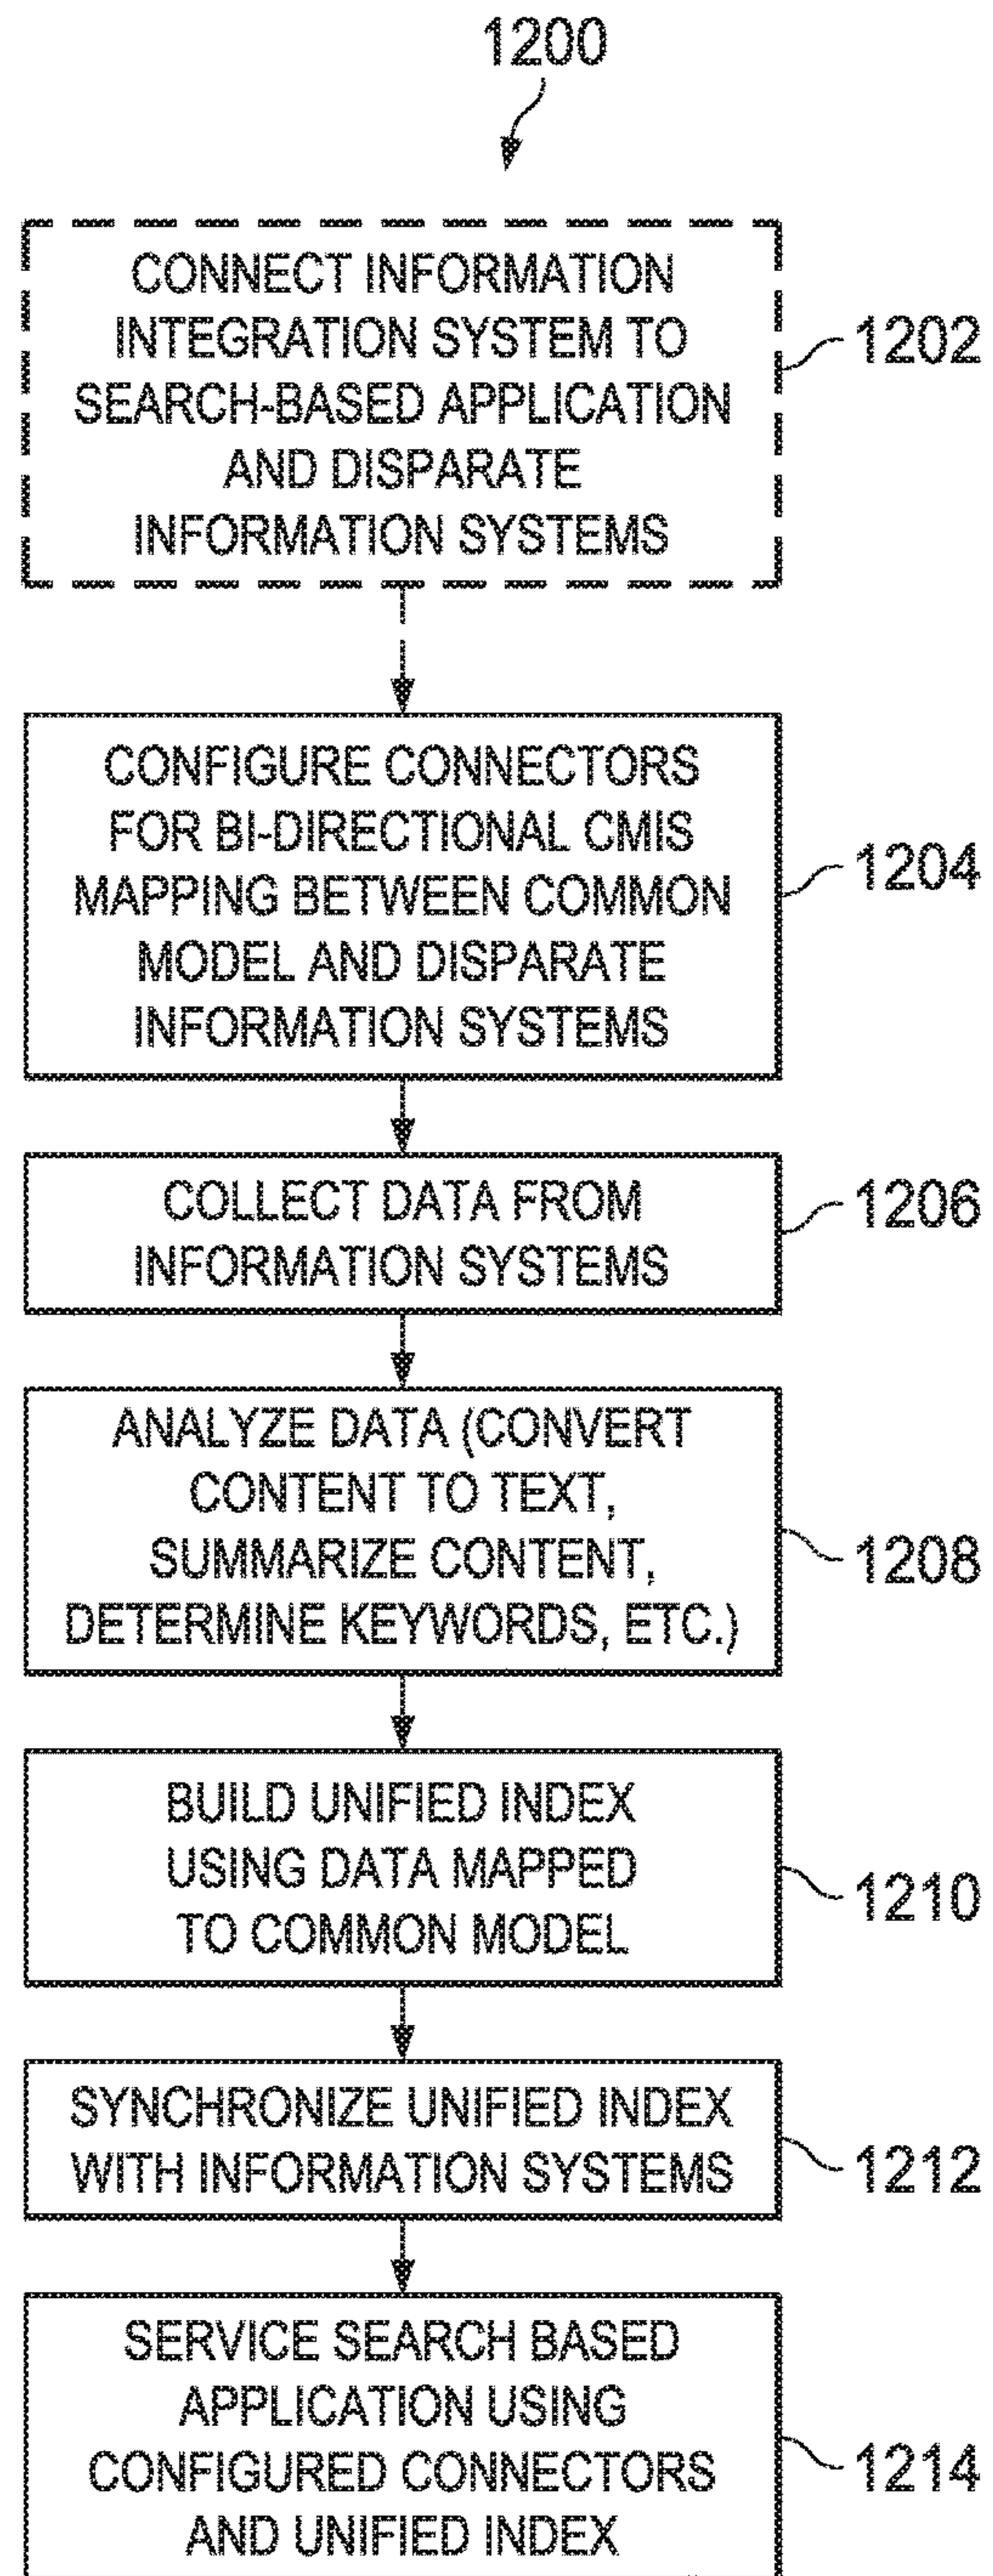 1200
CONNECT INFORMATION
INTEGRATION SYSTEM TO
SEARCH-BASED APPLICATION
AND DISPARATE
INFORMATION SYSTEMS
1202
CONFIGURE CONNECTORS
FOR BI-DIRECTIONAL CMIS
MAPPING BETWEEN COMMON
MODEL AND DISPARATE
INFORMATION SYSTEMS
1204
COLLECT DATA FROM
INFORMATION SYSTEMS
1206
ANALYZE DATA (CONVERT
CONTENT TO TEXT,
SUMMARIZE CONTENT,
DETERMINE KEYWORDS, ETC.)
1208
BUILD UNIFIED INDEX
USING DATA MAPPED
TO COMMON MODEL
1210
SYNCHRONIZE UNIFIED INDEX
WITH INFORMATION SYSTEMS
1212
SERVICE SEARCH BASED
APPLICATION USING
CONFIGURED CONNECTORS
AND UNIFIED INDEX
1214